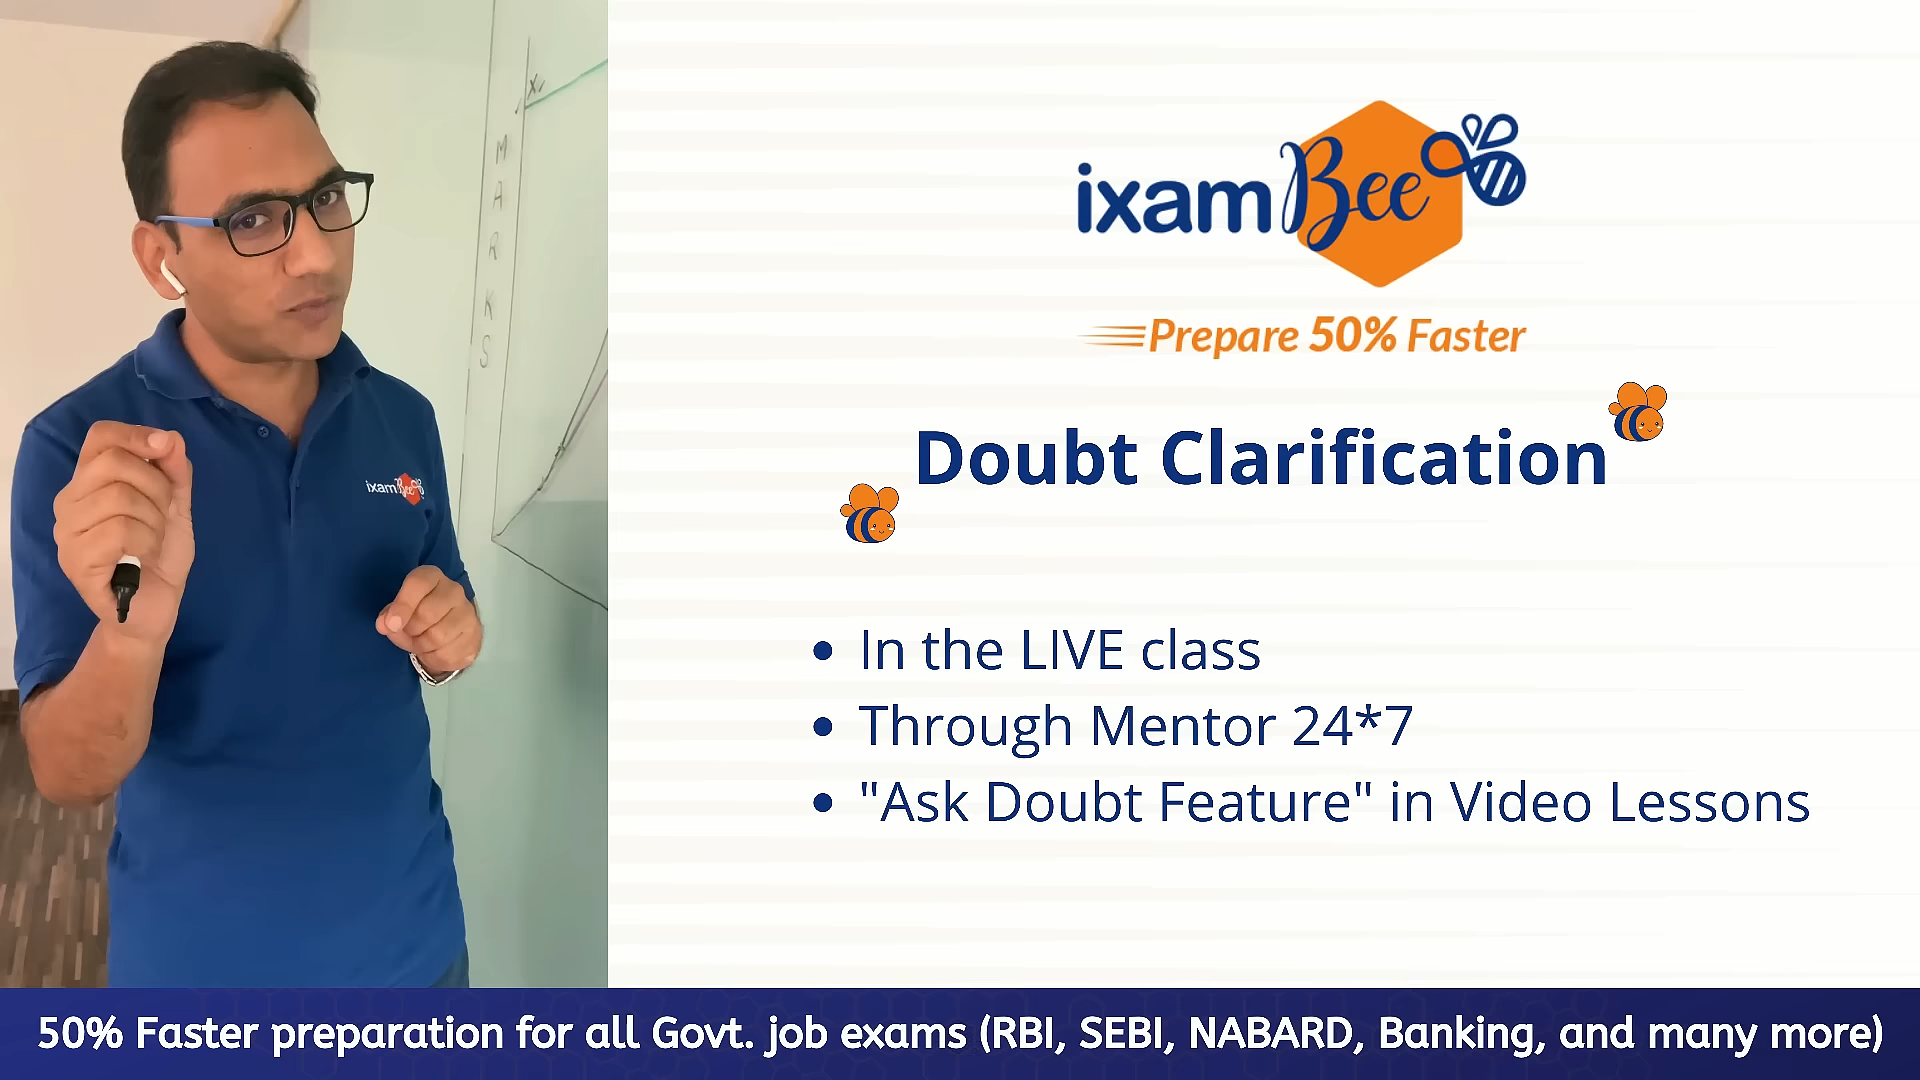 X
MARKS
ixamBee
ixamBee
Prepare 50% Faster
Doubt Clarification
In the LIVE class
Through Mentor 24*7
"Ask Doubt Feature" in Video Lessons
50% Faster preparation for all Govt. job exams (RBI, SEBI, NABARD, Banking, and many more)